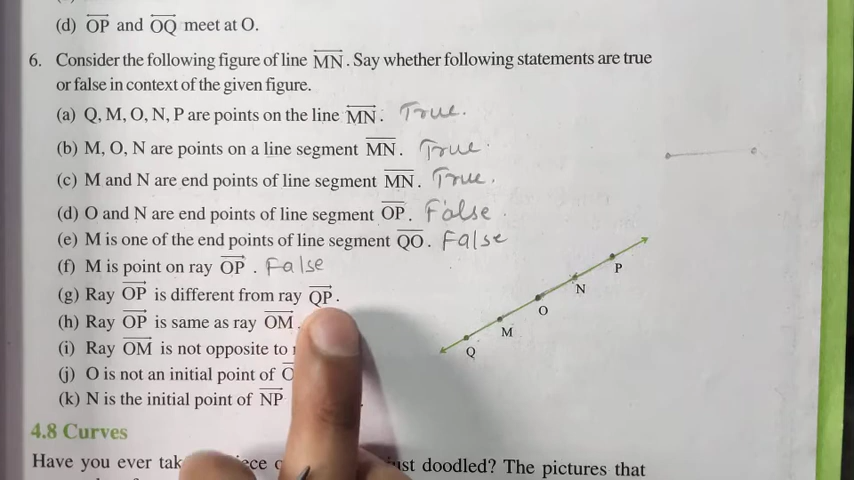 (d) OP and OQ meet at O.
6. Consider the following figure of line MN. Say whether following statements are true
or false in context of the given figure.
(a) Q, M, O, N, P are points on the line MN. True.
(b) M, O, N are points on a line segment MN. True.
(c) M and N are end points of line segment MN. True.
(d) O and N are end points of line segment OP. False.
(e) M is one of the end points of line segment QO. False
(f) M is point on ray OP. False
(g) Ray OP is different from ray QP.
(h) Ray OP is same as ray OM.
(i) Ray OM is not opposite to
(j) O is not an initial point of
(k) N is the initial point of NP
P
N
O
M
Q
4.8 Curves
Have you ever just doodled? The pictures that